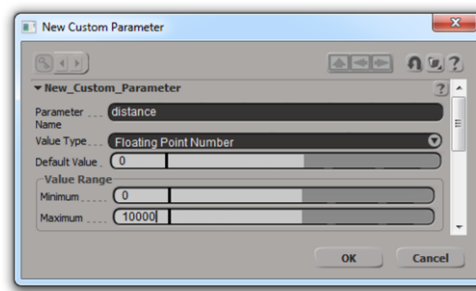 New Custom Parameter
New_Custom_Parameter
?
?
Parameter Name .... distance
Value Type.... Floating Point Number
Default Value . 0
Value Range
Minimum ..... 0
Maximum ..... 10000
OK Cancel